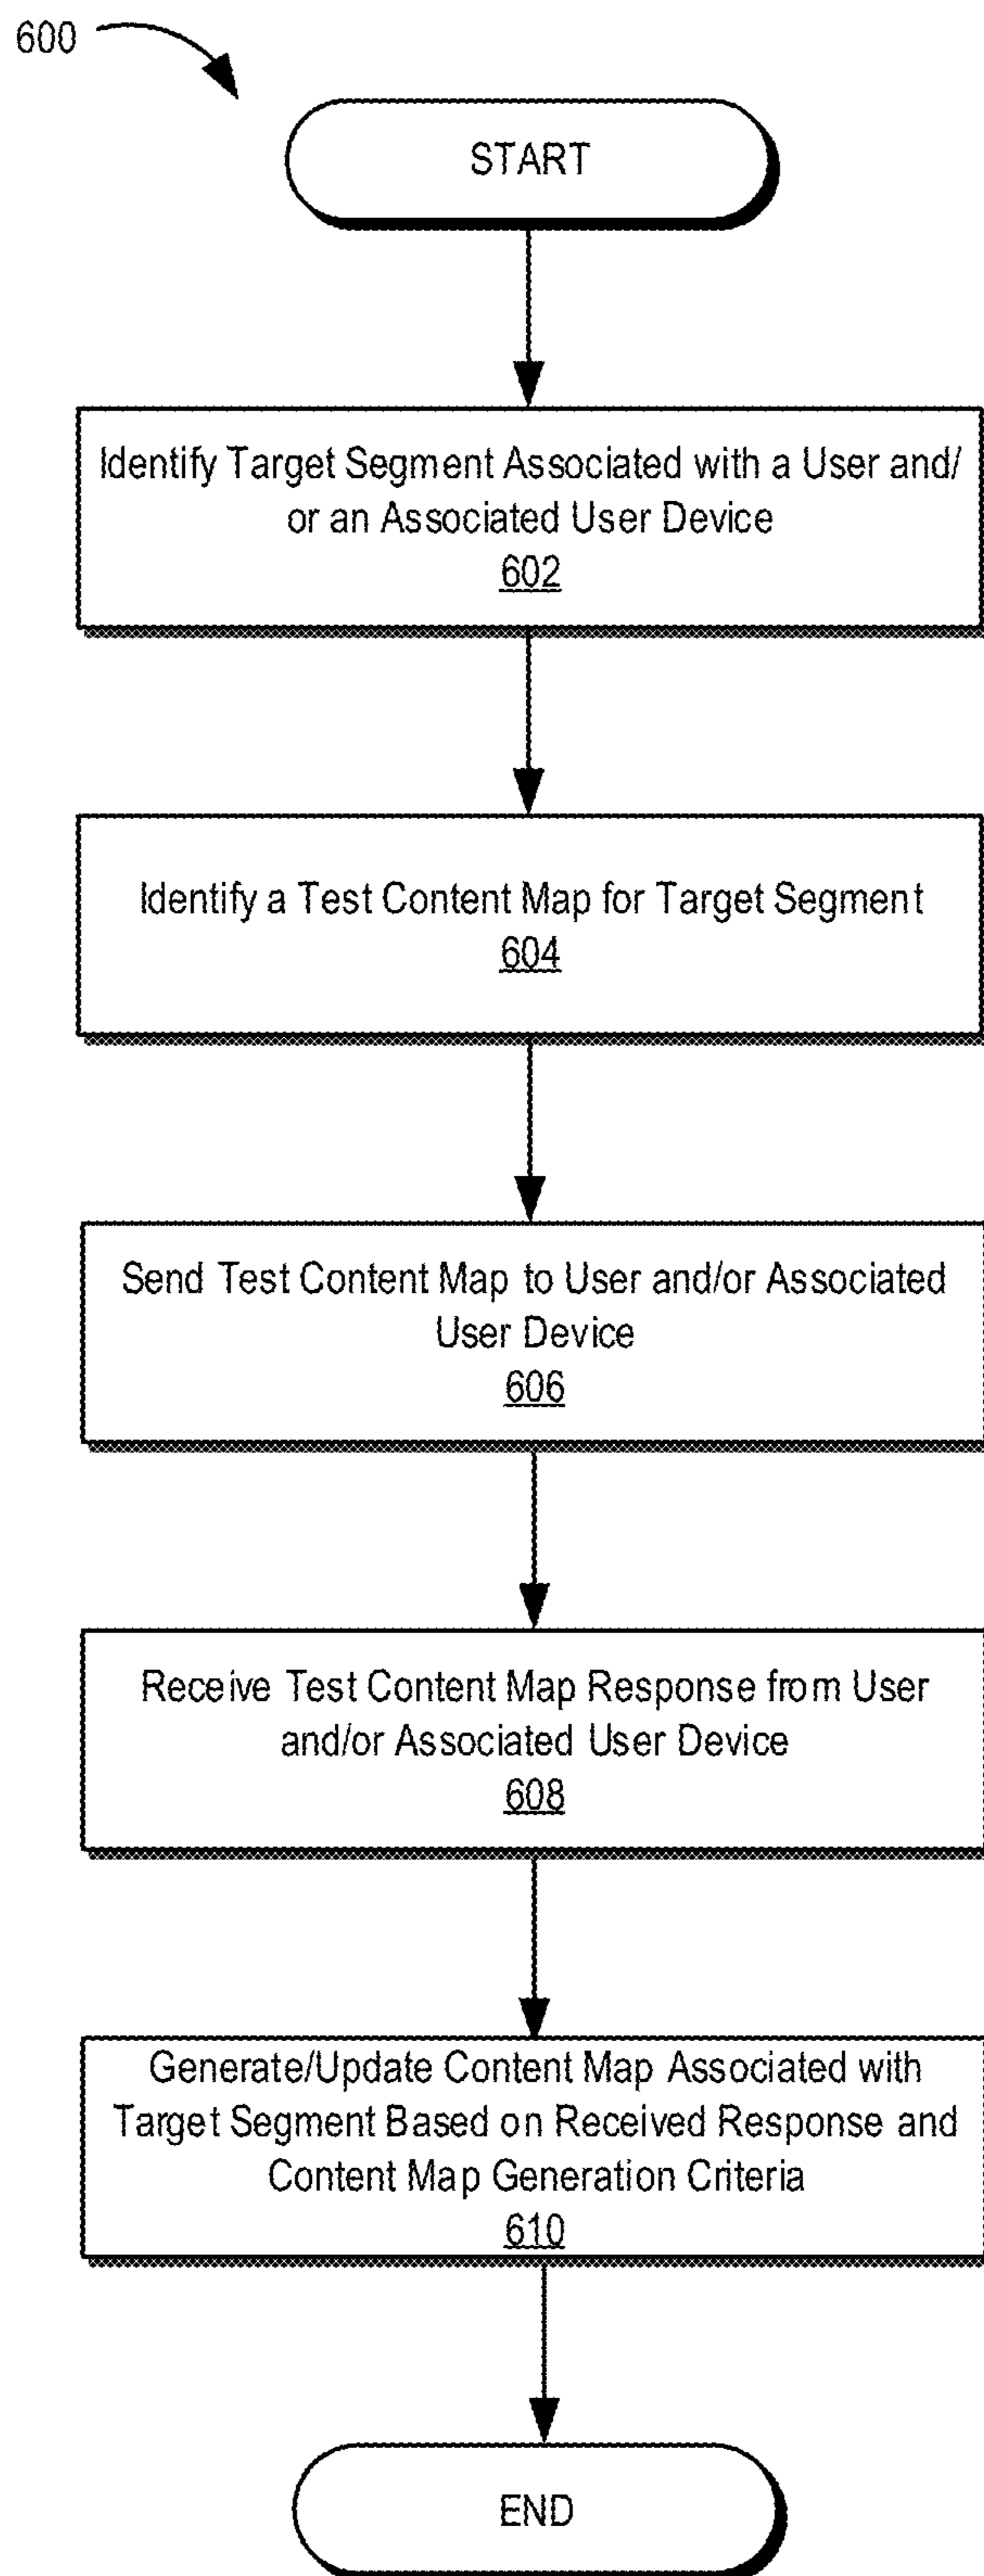 600
START
Identify Target Segment Associated with a User and/
or an Associated User Device
602
Identify a Test Content Map for Target Segment
604
Send Test Content Map to User and/or Associated
User Device
606
Receive Test Content Map Response from User
and/or Associated User Device
608
Generate/Update Content Map Associated with
Target Segment Based on Received Response and
Content Map Generation Criteria
610
END